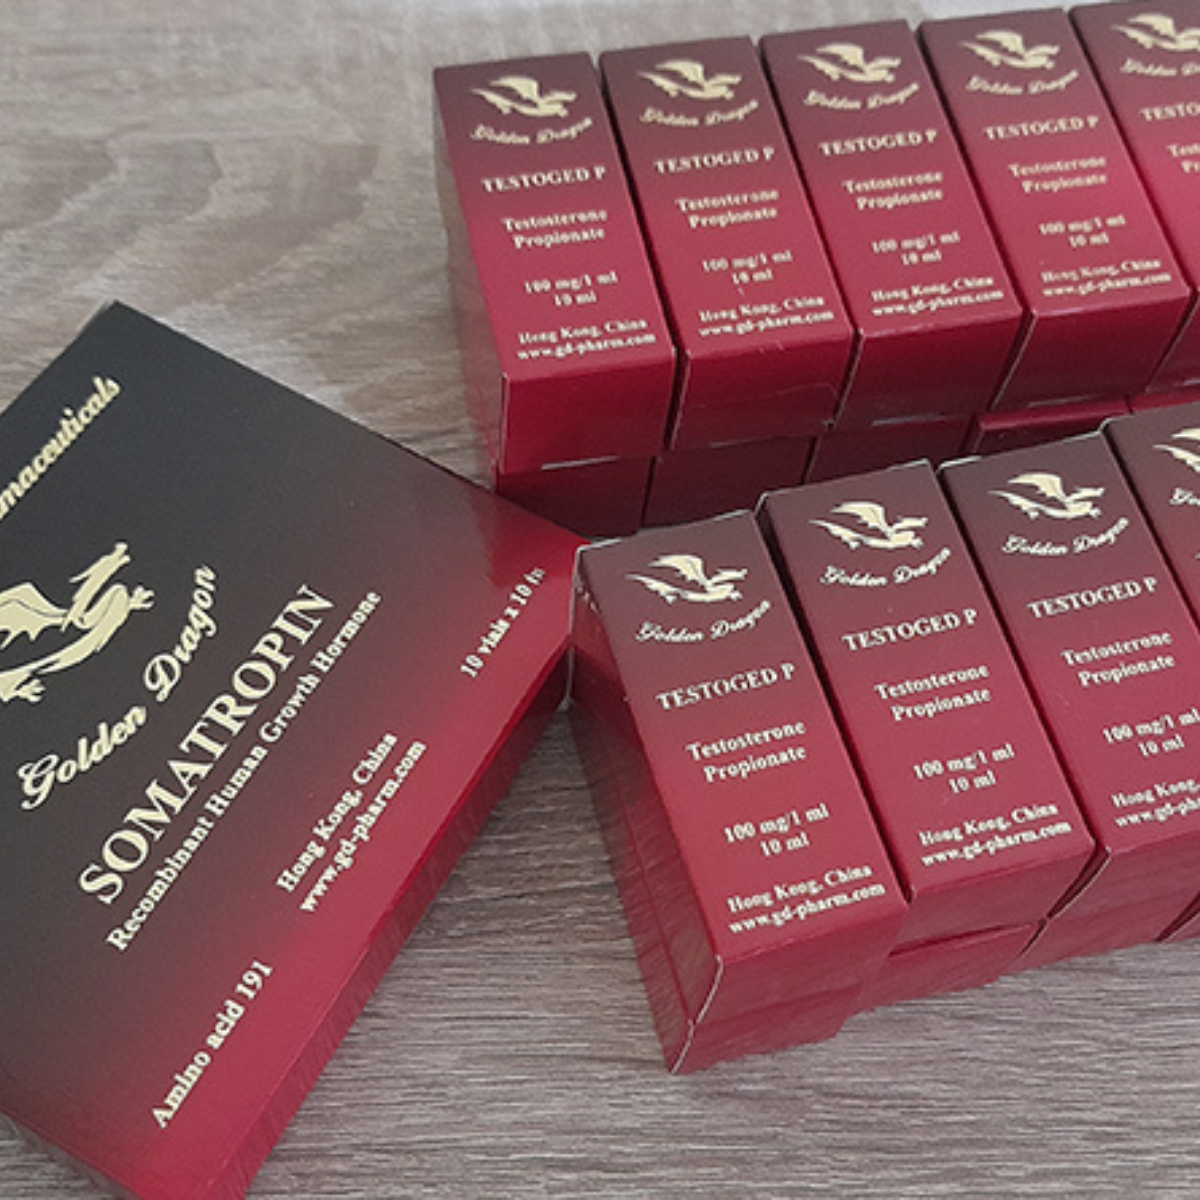 Golden Dragon
TESTOGED P
Testosterone
Propionate
100 mg/1 ml
10 ml
Hong Kong, China
www.gd-pharm.com
Golden Dragon
TESTOGED P
Testosterone
Propionate
100 mg/1 ml
10 ml
Hong Kong, China
www.gd-pharm.com
Golden Dragon
TESTOGED P
Testosterone
Propionate
100 mg/1 ml
10 ml
Hong Kong, China
www.gd-pharm.com
Golden Dragon
TESTOGED P
Testosterone
Propionate
100 mg/1 ml
10 ml
Hong Kong, China
www.gd-pharm.com
Golden
Golden Dragon
SOMATROPIN
Recombinant Human Growth Hormone
10 vials x 10
Hong Kong, China
www.gd-pharm.com
Amino acid 191
Golden Dragon
TESTOGED P
Testosterone
Propionate
100 mg/1 ml
10 ml
Hong Kong, China
www.gd-pharm.com
Golden Dragon
TESTOGED P
Testosterone
Propionate
100 mg/1 ml
10 ml
Hong Kong, China
www.gd-pharm.com
Golden Dragon
TESTOGED P
Testosterone
Propionate
100 mg/1 ml
10 ml
Hong Kong,